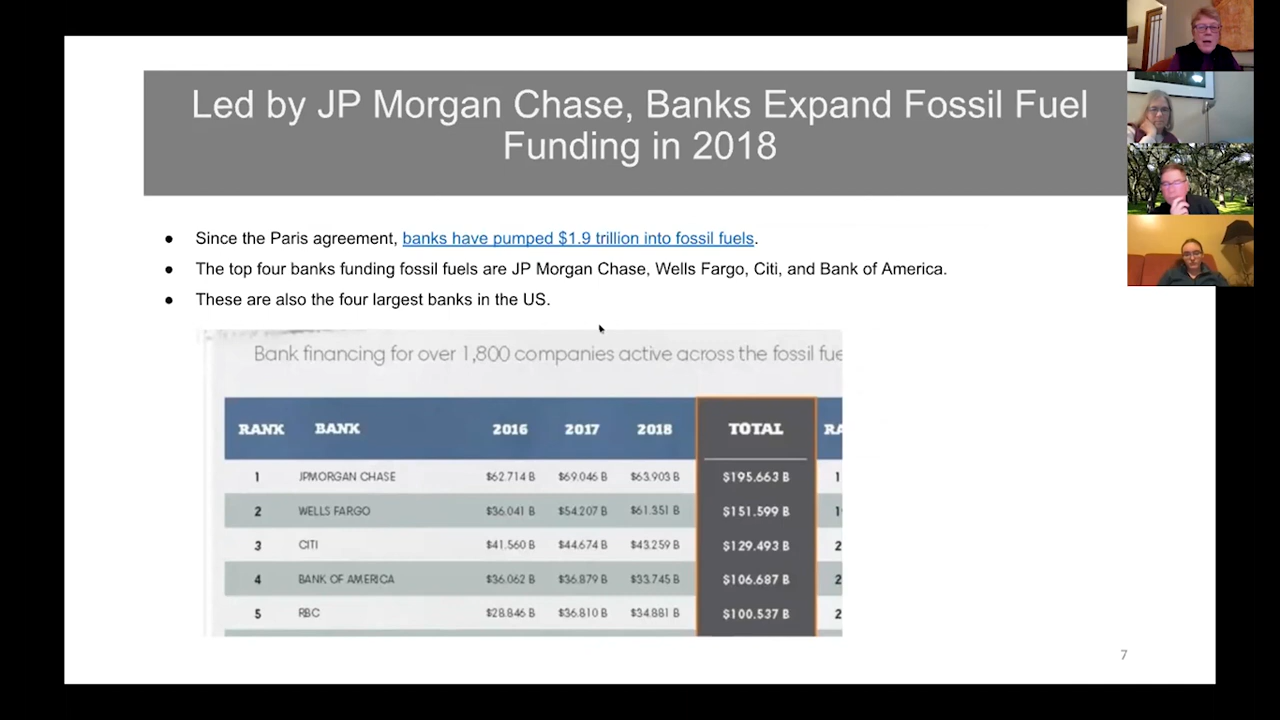 Led by JP Morgan Chase, Banks Expand Fossil Fuel
Funding in 2018
● Since the Paris agreement, banks have pumped $1.9 trillion into fossil fuels.
● The top four banks funding fossil fuels are JP Morgan Chase, Wells Fargo, Citi, and Bank of America.
● These are also the four largest banks in the US.
Bank financing for over 1,800 companies active across the fossil fue
RANK BANK 2016 2017 2018 TOTAL RA
1 JPMORGAN CHASE $62.714 B $69.046 B $63.903 B $195.663 B 1
2 WELLS FARGO $36.041 B $54.207 B $61.351 B $151.599 B 1
3 CITI $41.560 B $44.674 B $43.259 B $129.493 B 2
4 BANK OF AMERICA $36.062 B $36.879 B $33.745 B $106.687 B 2
5 RBC $28.846 B $36.810 B $34.881 B $100.537 B 2
7